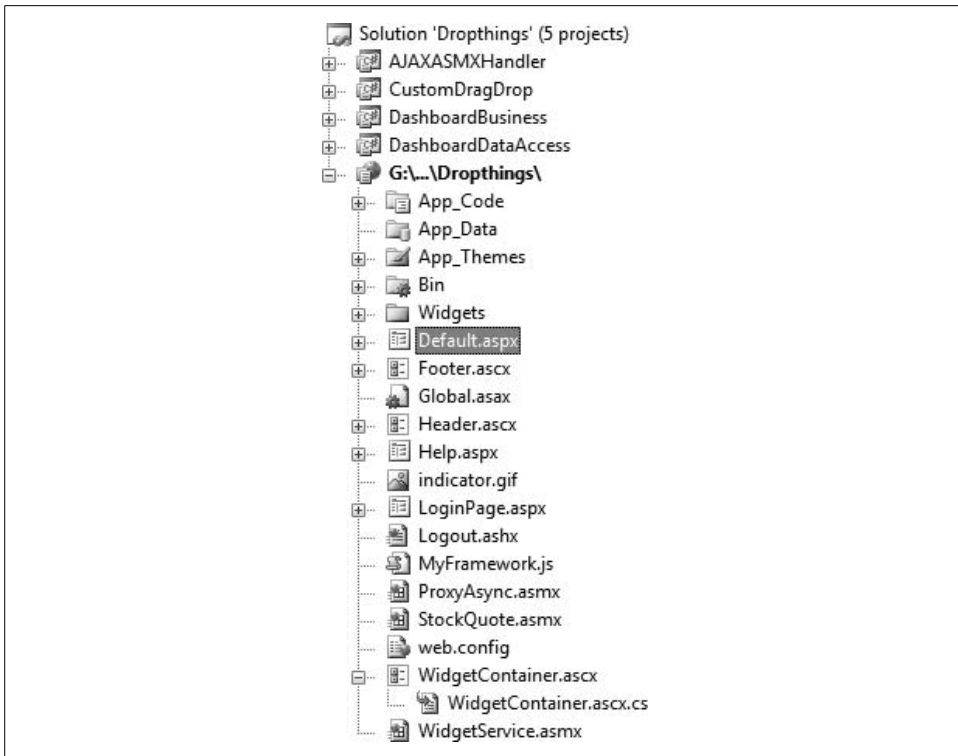 Solution 'Dropthings' (5 projects)
AJAXASMXHandler
CustomDragDrop
DashboardBusiness
DashboardDataAccess
G:\...\Dropthings\
App_Code
App_Data
App_Themes
Bin
Widgets
Default.aspx
Footer.ascx
Global.asax
Header.ascx
Help.aspx
indicator.gif
LoginPage.aspx
Logout.ashx
MyFramework.js
ProxyAsync.asmx
StockQuote.asmx
web.config
WidgetContainer.ascx
WidgetContainer.ascx.cs
WidgetService.asmx